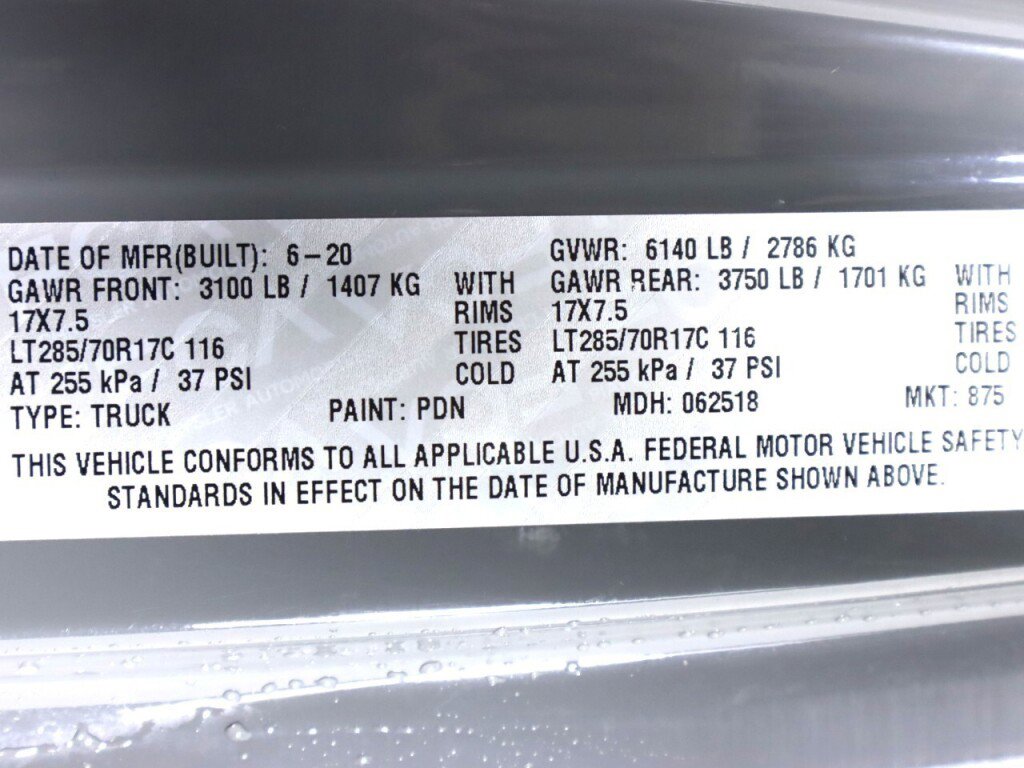 DATE OF MFR(BUILT): 6-20 GVWR: 6140 LB / 2786 KG
GAWR FRONT: 3100 LB / 1407 KG WITH GAWR REAR: 3750 LB / 1701 KG WITH
17X7.5 RIMS 17X7.5 RIMS
LT285/70R17C 116 TIRES LT285/70R17C 116 TIRES
AT 255 kPa / 37 PSI COLD AT 255 kPa / 37 PSI COLD
TYPE: TRUCK PAINT: PDN MDH: 062518 MKT: 875
THIS VEHICLE CONFORMS TO ALL APPLICABLE U.S.A. FEDERAL MOTOR VEHICLE SAFETY
STANDARDS IN EFFECT ON THE DATE OF MANUFACTURE SHOWN ABOVE.